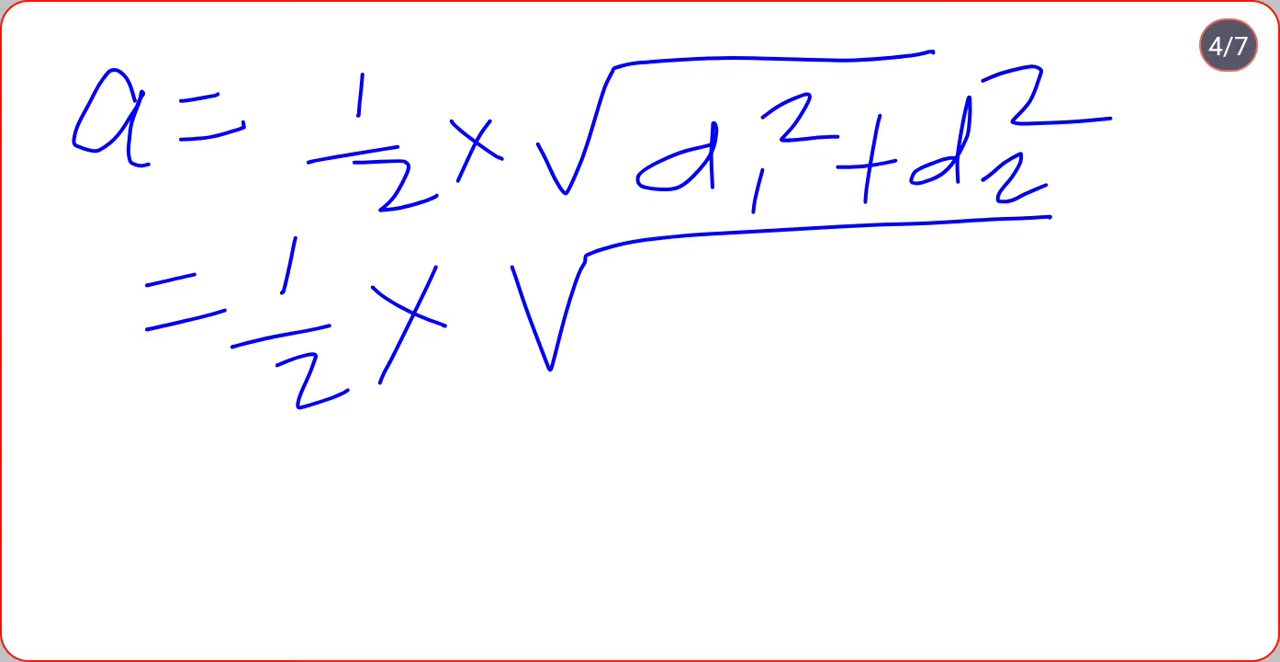 4/7
a = 1/2 × √(d₁² + d₂²)
= 1/2 × √